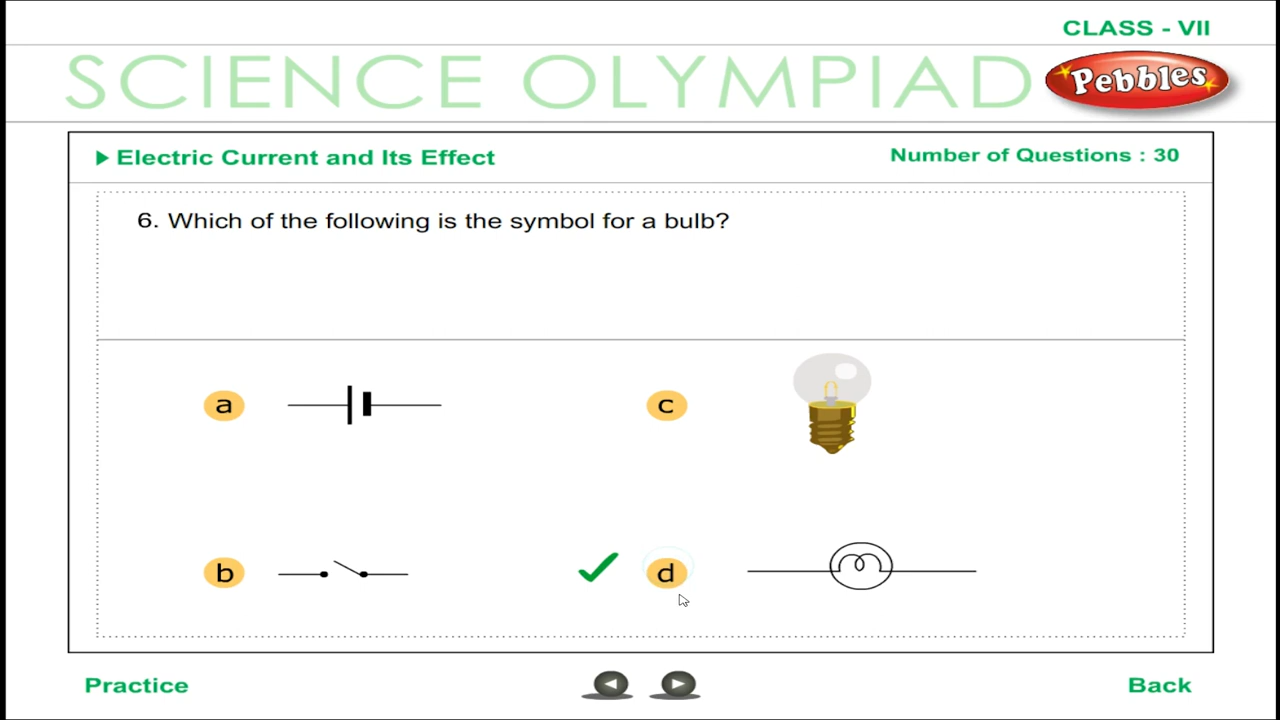 CLASS - VII
SCIENCE OLYMPIAD
Pebbles
Electric Current and Its Effect
Number of Questions : 30
6. Which of the following is the symbol for a bulb?
a
c
b
d
Practice
Back